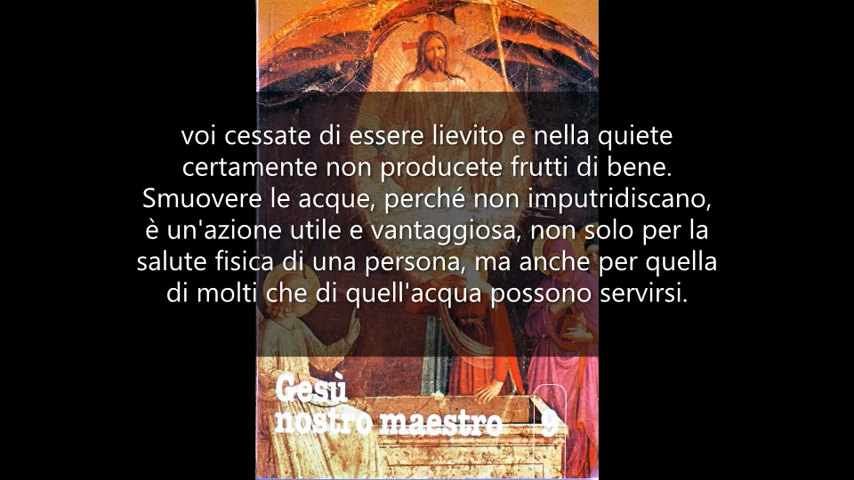 voi cessate di essere lievito e nella quiete
certamente non producete frutti di bene.
Smuovere le acque, perché non imputridiscano,
è un'azione utile e vantaggiosa, non solo per la
salute fisica di una persona, ma anche per quella
di molti che di quell'acqua possono servirsi.
Gesù
nostro maestro 9